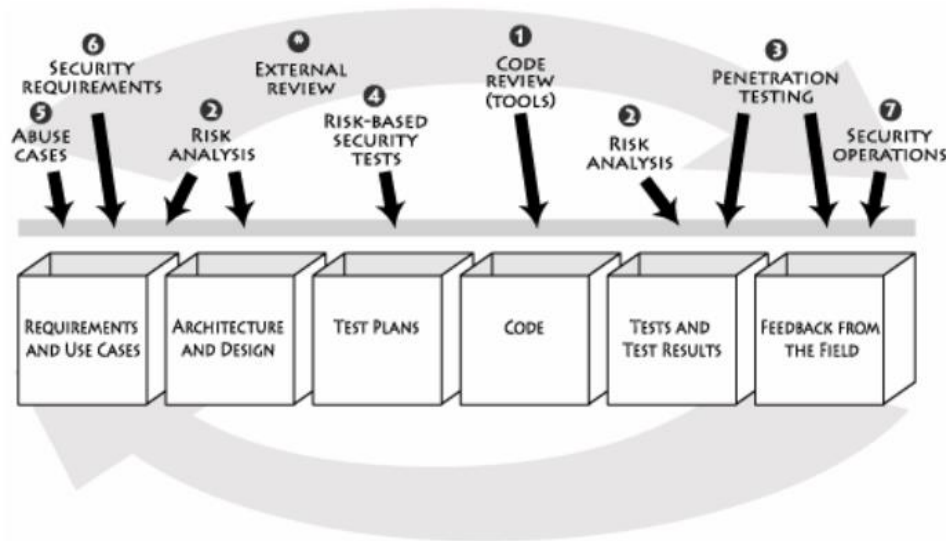 6
SECURITY
REQUIREMENTS
5
ABUSE
CASES
2
RISK
ANALYSIS
*
EXTERNAL
REVIEW
4
RISK-BASED
SECURITY
TESTS
1
CODE
REVIEW
(TOOLS)
2
RISK
ANALYSIS
3
PENETRATION
TESTING
7
SECURITY
OPERATIONS
REQUIREMENTS
AND USE CASES
ARCHITECTURE
AND DESIGN
TEST PLANS
CODE
TESTS AND
TEST RESULTS
FEEDBACK FROM
THE FIELD